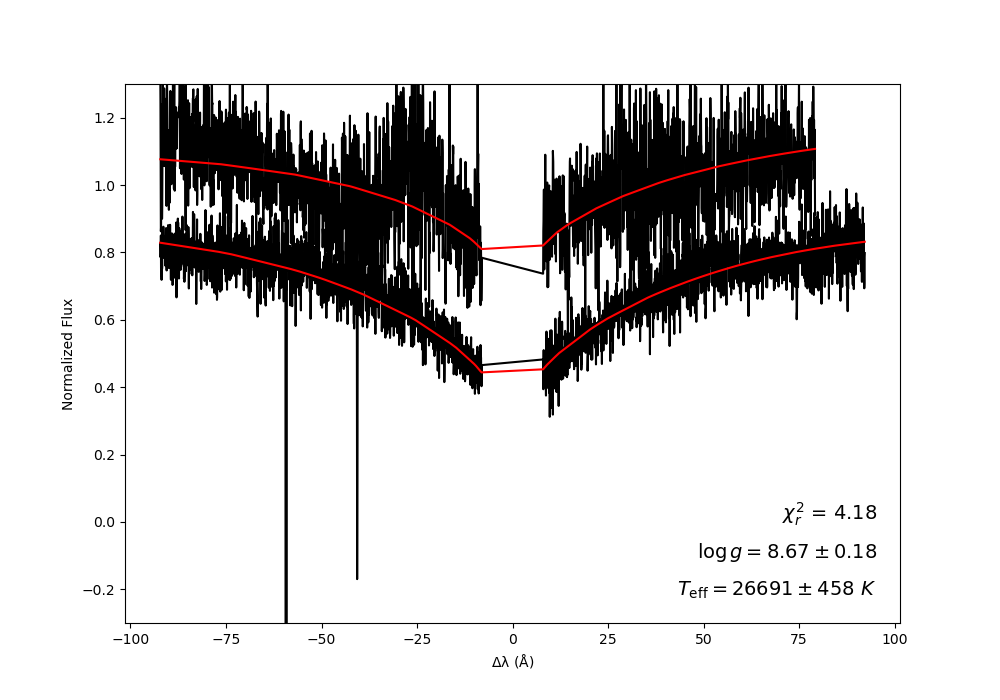 1.2
1.0
0.8
0.6
0.4
0.2
0.0
−0.2
Normalized Flux
χ²ᵣ = 4.18
log g = 8.67 ± 0.18
T_eff = 26691 ± 458 K
−100 −75 −50 −25 0 25 50 75 100
Δλ (Å)